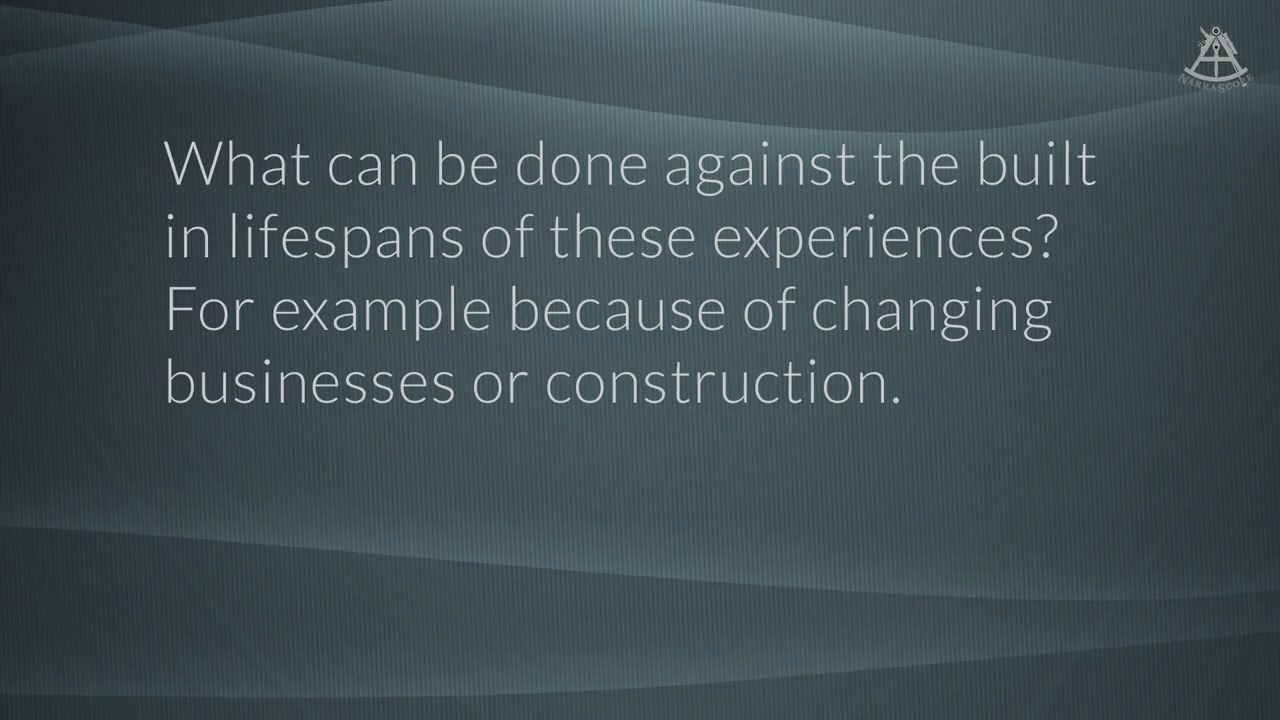 NARRASCOPE
What can be done against the built
in lifespans of these experiences?
For example because of changing
businesses or construction.